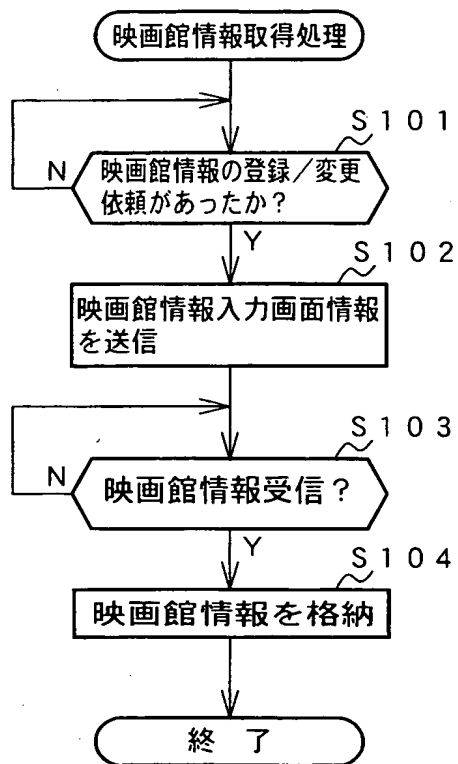 映画館情報取得処理
S101
映画館情報の登録／変更
依頼があったか？
N
Y
S102
映画館情報入力画面情報
を送信
S103
映画館情報受信？
N
Y
S104
映画館情報を格納
終了